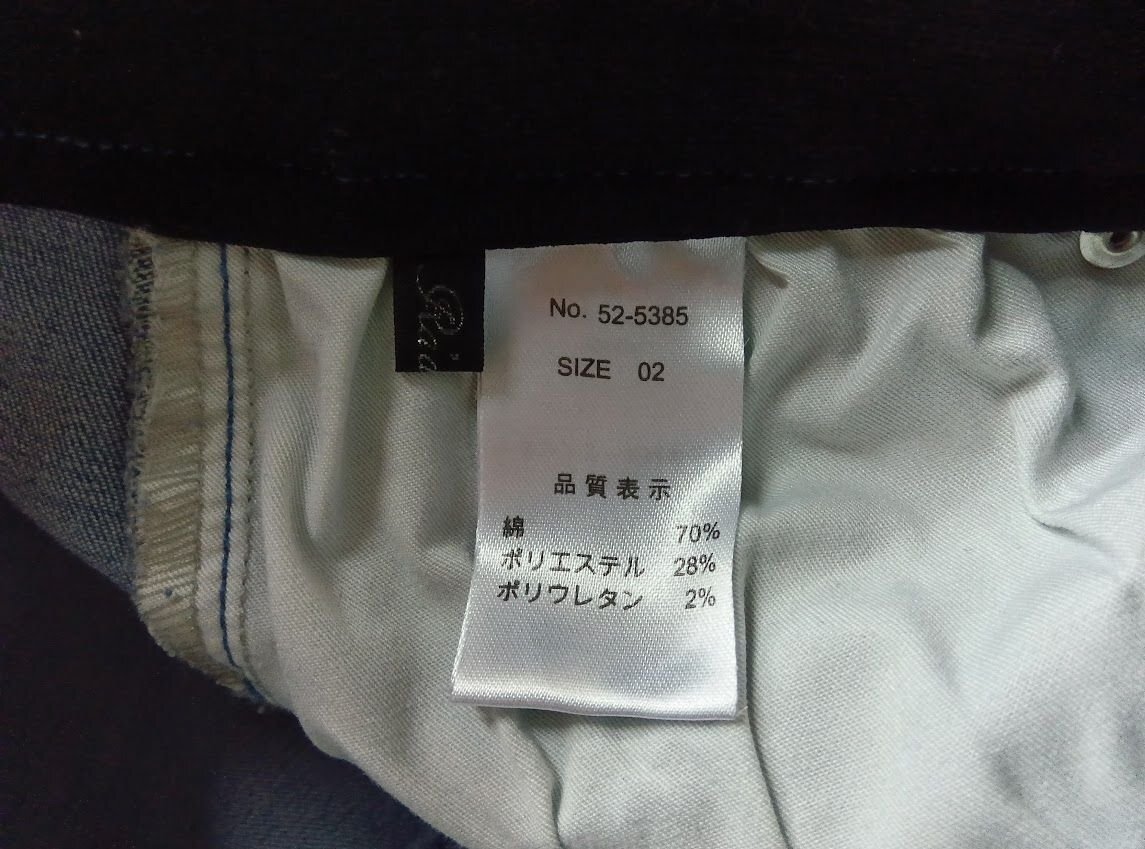 No. 52-5385
SIZE 02
品質表示
綿 70%
ポリエステル 28%
ポリウレタン 2%